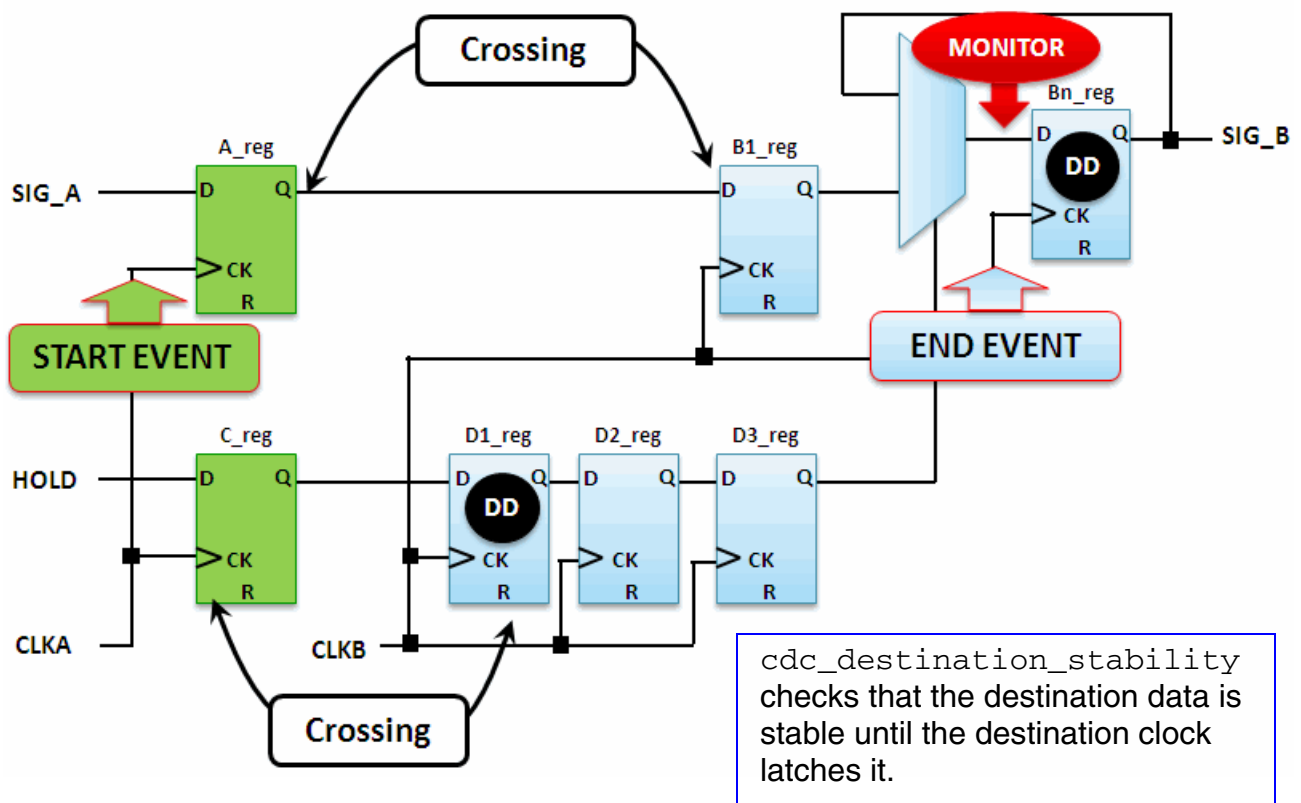 Crossing
MONITOR
Bn_reg
A_reg
B1_reg
D Q
SIG_B
DD
SIG_A
D Q
D Q
CK
R
CK
R
CK
R
START EVENT
END EVENT
C_reg
D1_reg
D2_reg
D3_reg
HOLD
D Q
D Q
D Q
D Q
DD
CK
R
CK
R
CK
R
CK
R
CLKA
CLKB
Crossing
cdc_destination_stability
checks that the destination data is
stable until the destination clock
latches it.